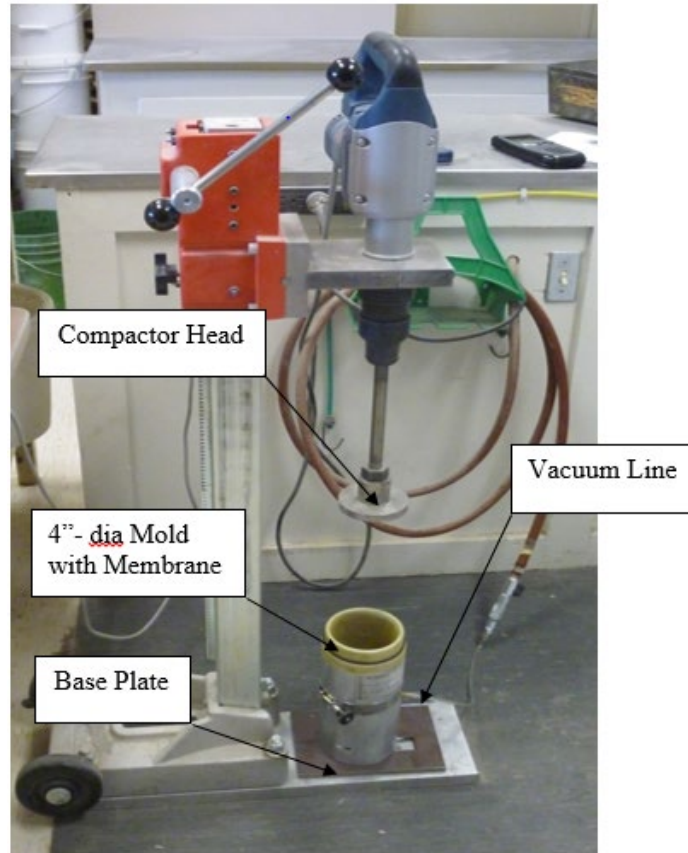 Compactor Head
Vacuum Line
4”- dia Mold
with Membrane
Base Plate